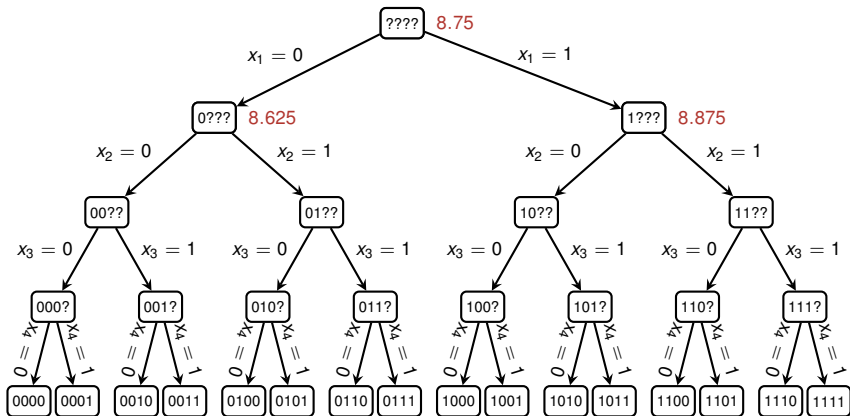 ???? 8.75
x₁ = 0 x₁ = 1
0??? 8.625 1??? 8.875
x₂ = 0 x₂ = 1 x₂ = 0 x₂ = 1
00?? 01?? 10?? 11??
x₃ = 0 x₃ = 1 x₃ = 0 x₃ = 1 x₃ = 0 x₃ = 1 x₃ = 0 x₃ = 1
000? 001? 010? 011? 100? 101? 110? 111?
x₄ = 0 x₄ = 1 x₄ = 0 x₄ = 1 x₄ = 0 x₄ = 1 x₄ = 0 x₄ = 1 x₄ = 0 x₄ = 1 x₄ = 0 x₄ = 1 x₄ = 0 x₄ = 1 x₄ = 0 x₄ = 1
0000 0001 0010 0011 0100 0101 0110 0111 1000 1001 1010 1011 1100 1101 1110 1111